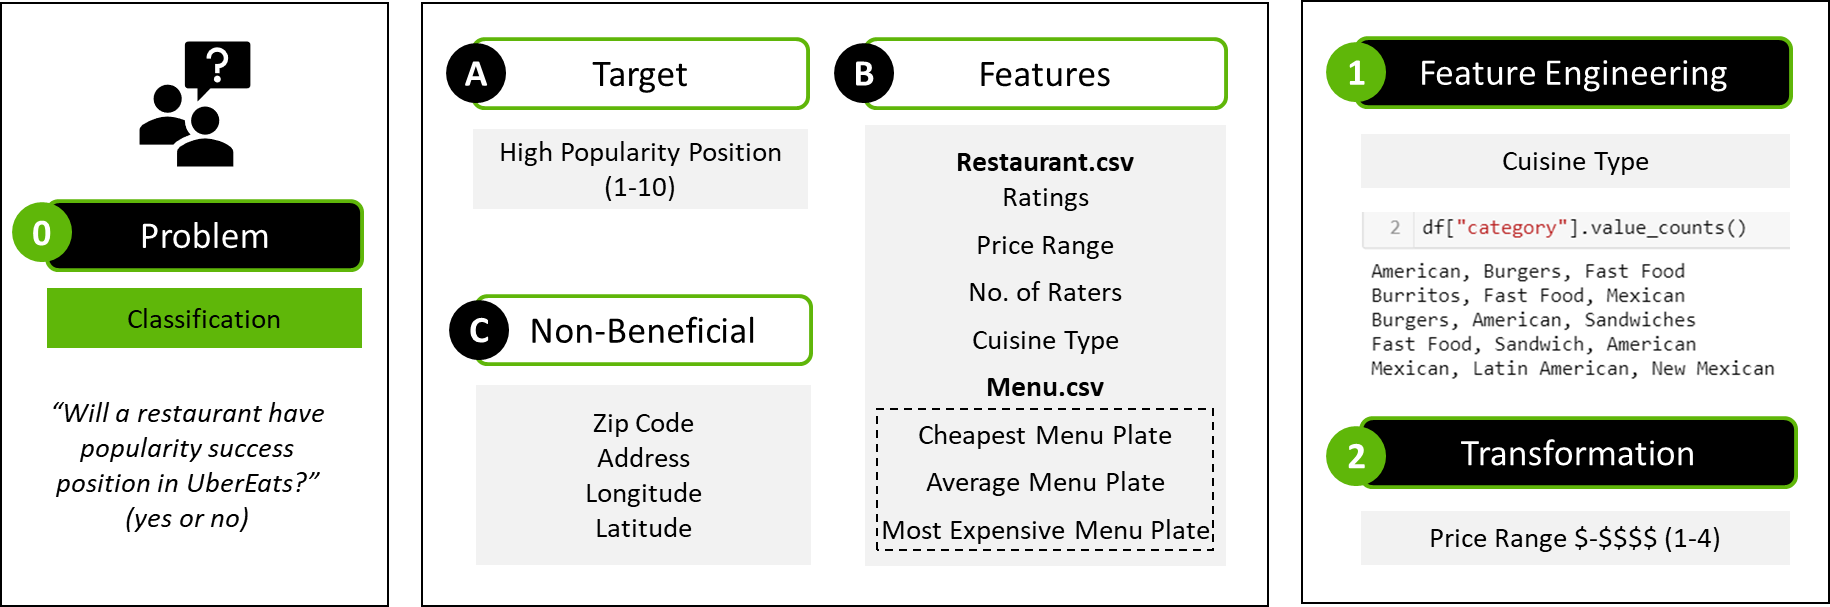 ?
0
Problem
Classification
“Will a restaurant have
popularity success
position in UberEats?”
(yes or no)
A
Target
High Popularity Position
(1-10)
C
Non-Beneficial
Zip Code
Address
Longitude
Latitude
B
Features
Restaurant.csv
Ratings
Price Range
No. of Raters
Cuisine Type
Menu.csv
Cheapest Menu Plate
Average Menu Plate
Most Expensive Menu Plate
1
Feature Engineering
Cuisine Type
2 df["category"].value_counts()
American, Burgers, Fast Food
Burritos, Fast Food, Mexican
Burgers, American, Sandwiches
Fast Food, Sandwich, American
Mexican, Latin American, New Mexican
2
Transformation
Price Range $-$$$$ (1-4)